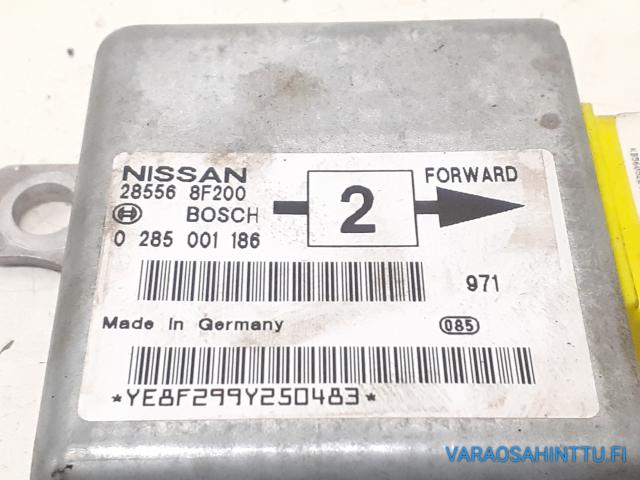 NISSAN
28556 8F200
BOSCH
0 285 001 186
2
FORWARD
971
Made In Germany
085
*YE8F299Y250483*
VARAOSAHINTTU.FI